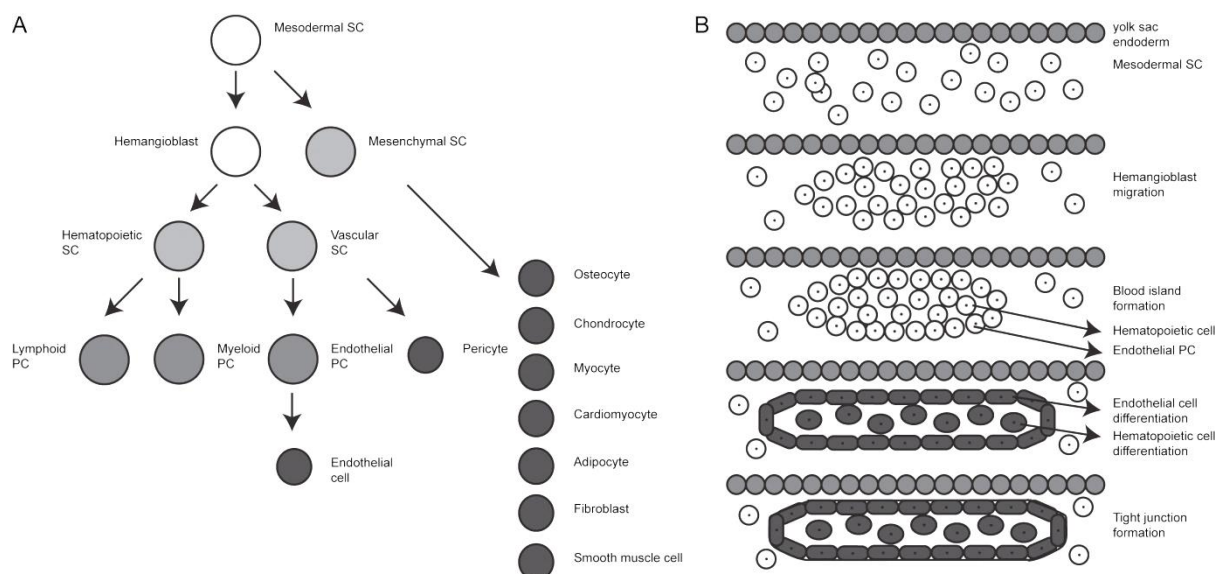 A
Mesodermal SC
Hemangioblast
Mesenchymal SC
Hematopoietic
SC
Vascular
SC
Lymphoid
PC
Myeloid PC
Endothelial
PC
Pericyte
Endothelial
cell
Osteocyte
Chondrocyte
Myocyte
Cardiomyocyte
Adipocyte
Fibroblast
Smooth muscle cell
B
yolk sac
endoderm
Mesodermal SC
Hemangioblast
migration
Blood island
formation
Hematopoietic cell
Endothelial PC
Endothelial cell
differentiation
Hematopoietic cell
differentiation
Tight junction
formation